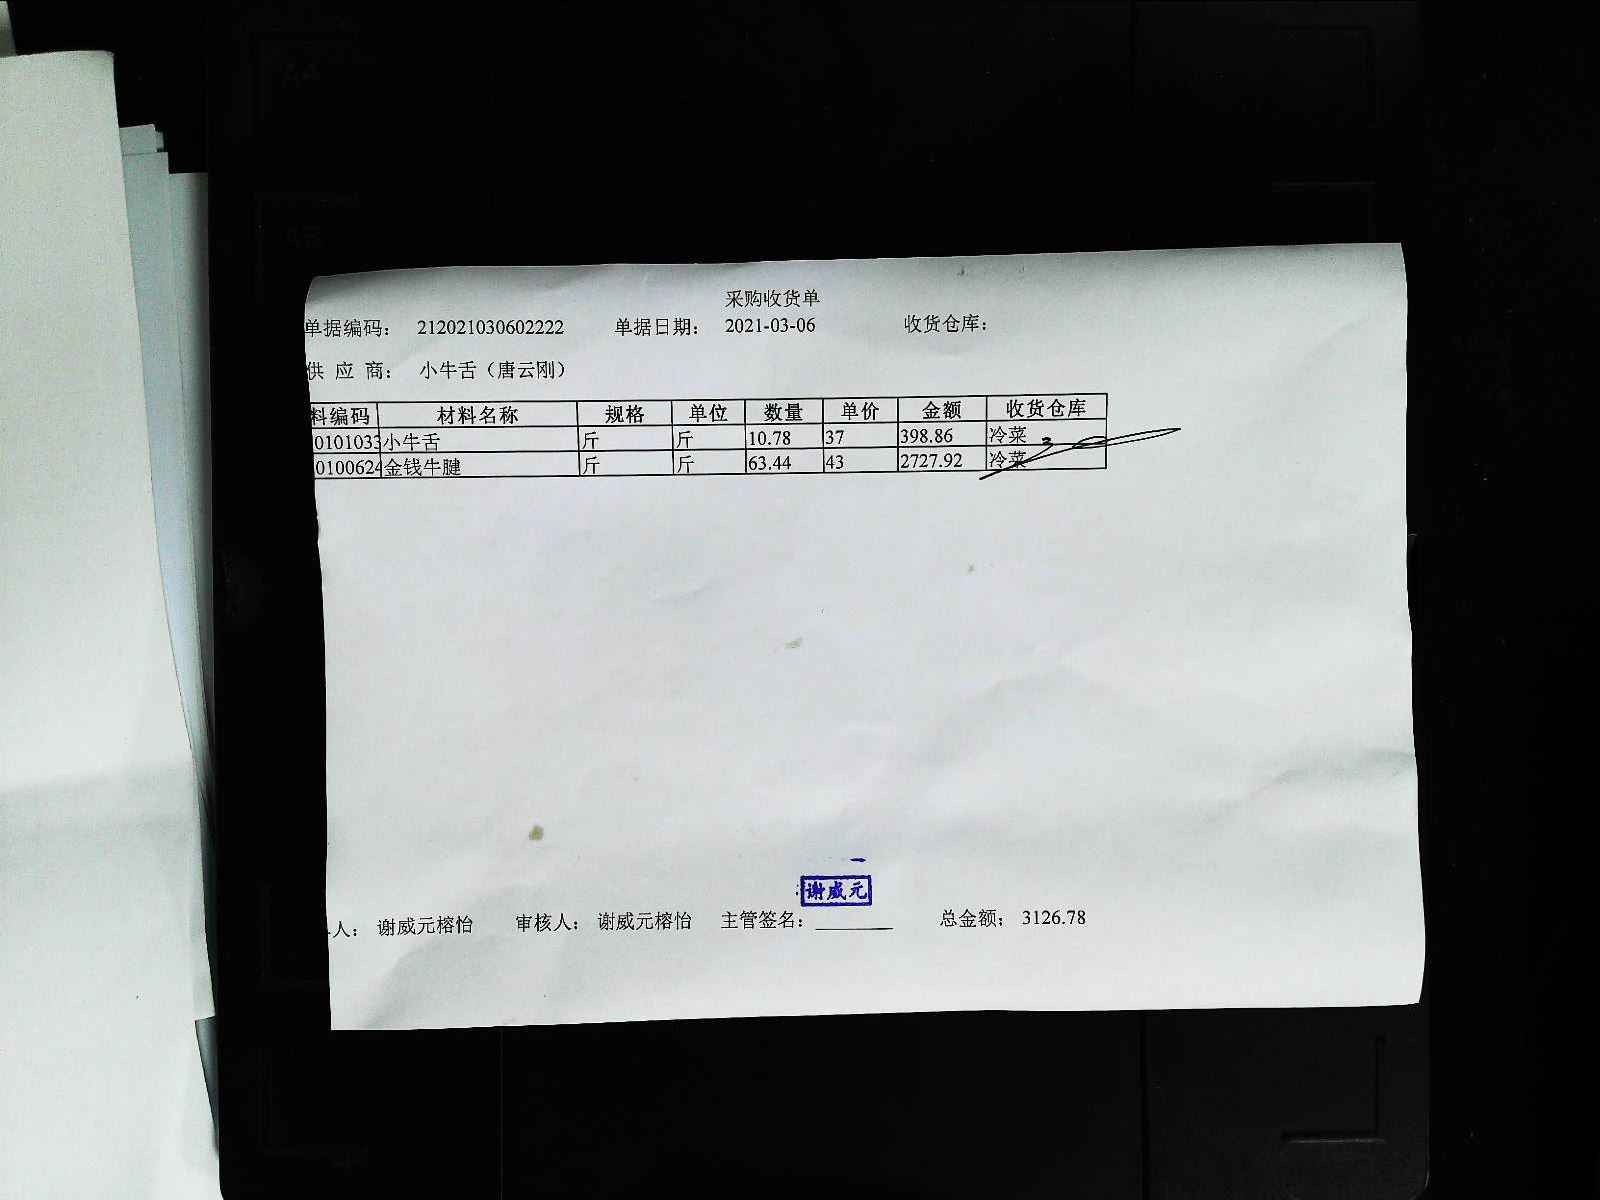 采购收货单
单据编码： 212021030602222 单据日期： 2021-03-06 收货仓库：
供 应 商： 小牛舌（唐云刚）
料编码 材料名称 规格 单位 数量 单价 金额 收货仓库
0101033 小牛舌 斤 斤 10.78 37 398.86 冷菜
0100624 金钱牛腱 斤 斤 63.44 43 2727.92 冷菜
谢威元
人： 谢威元榕怡 审核人： 谢威元榕怡 主管签名： 总金额； 3126.78